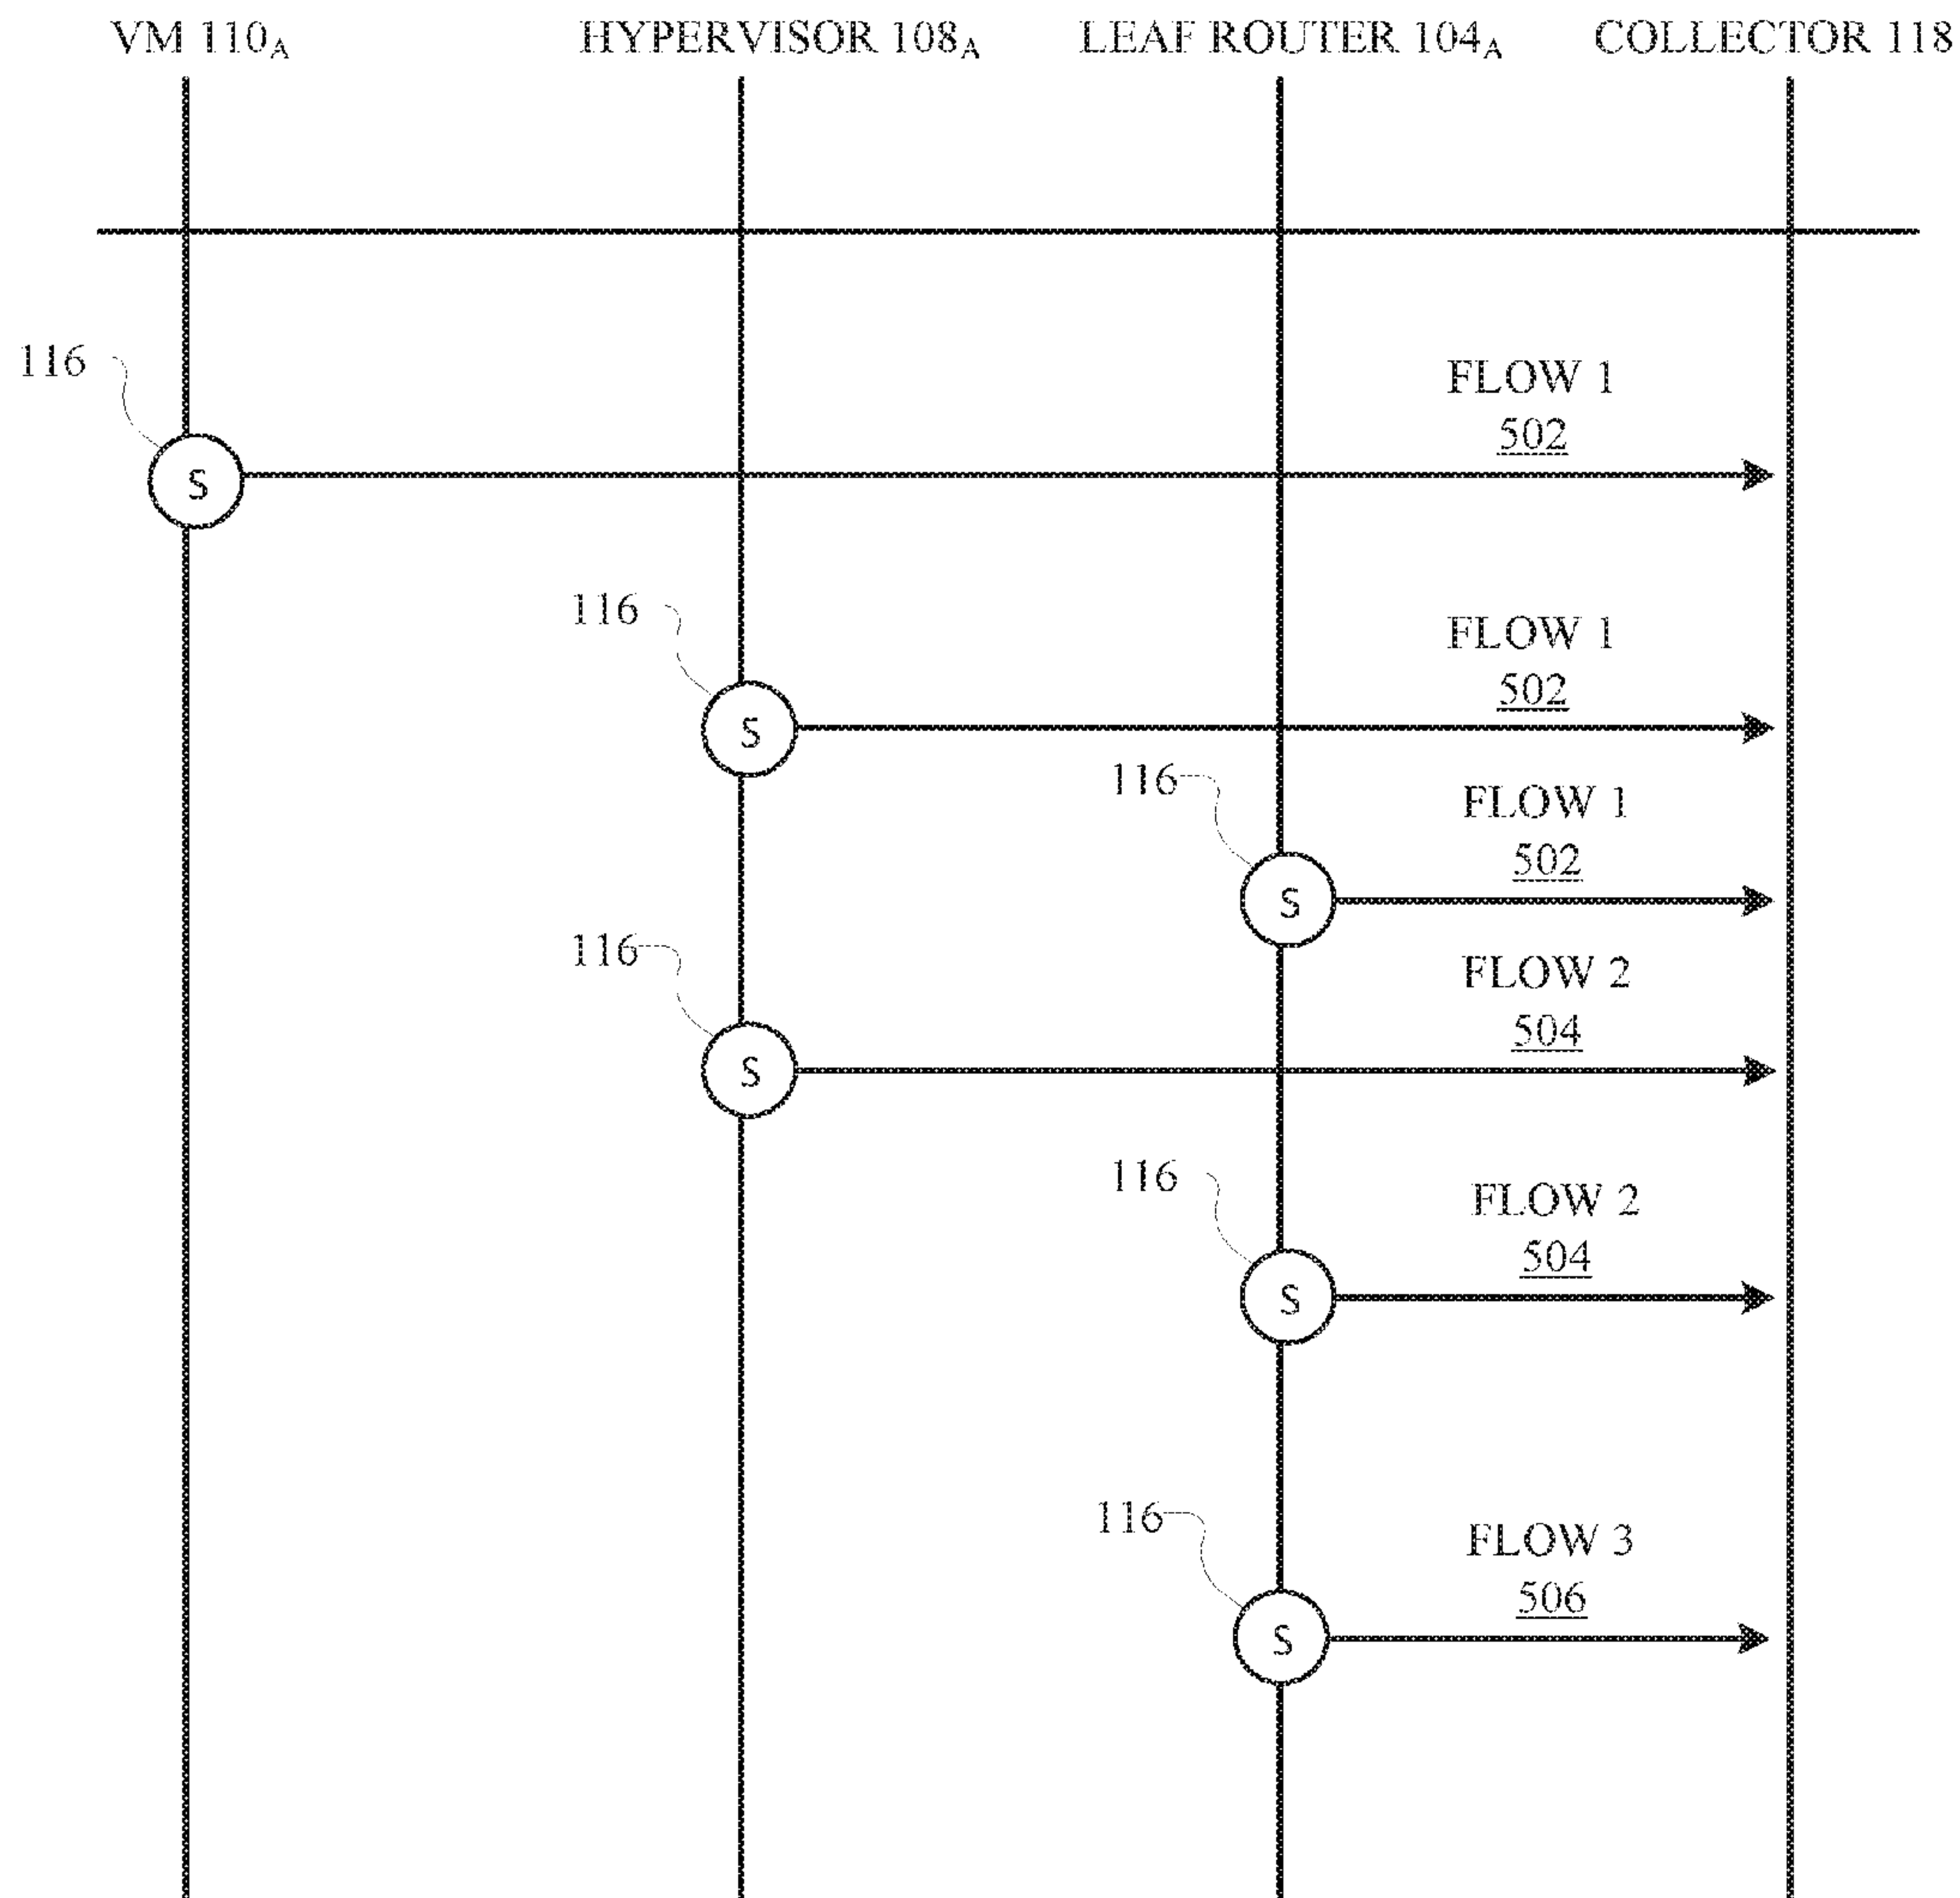 VM 110A
HYPERVISOR 108A
LEAF ROUTER 104A
COLLECTOR 118
116
FLOW 1
502
S
116
FLOW 1
502
S
116
FLOW 1
502
S
116
FLOW 2
504
S
116
FLOW 2
504
S
116
FLOW 3
506
S